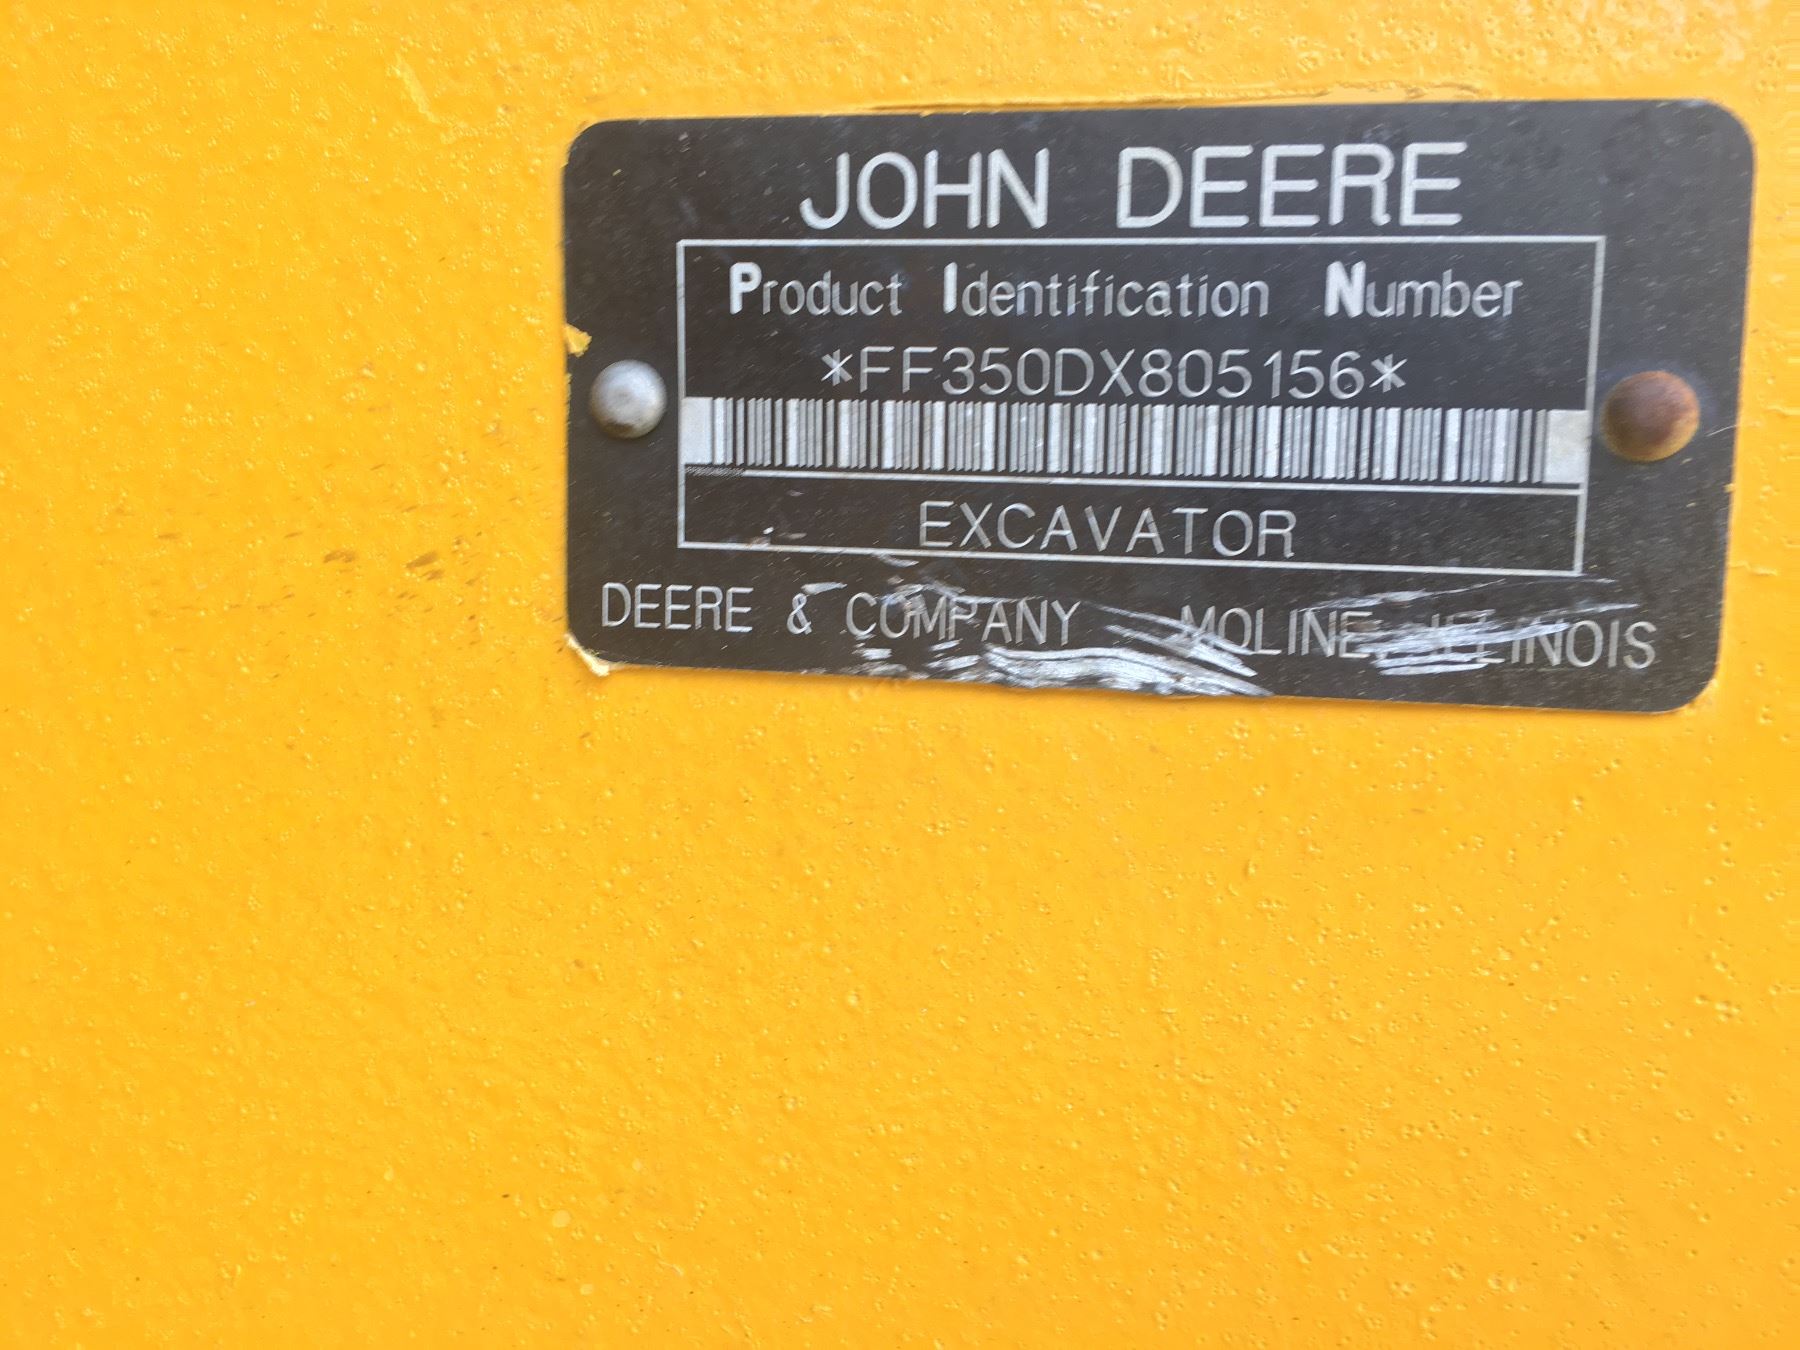 JOHN DEERE
Product Identification Number
*FF350DX805156*
EXCAVATOR
DEERE & COMPANY MOLINE, ILLINOIS